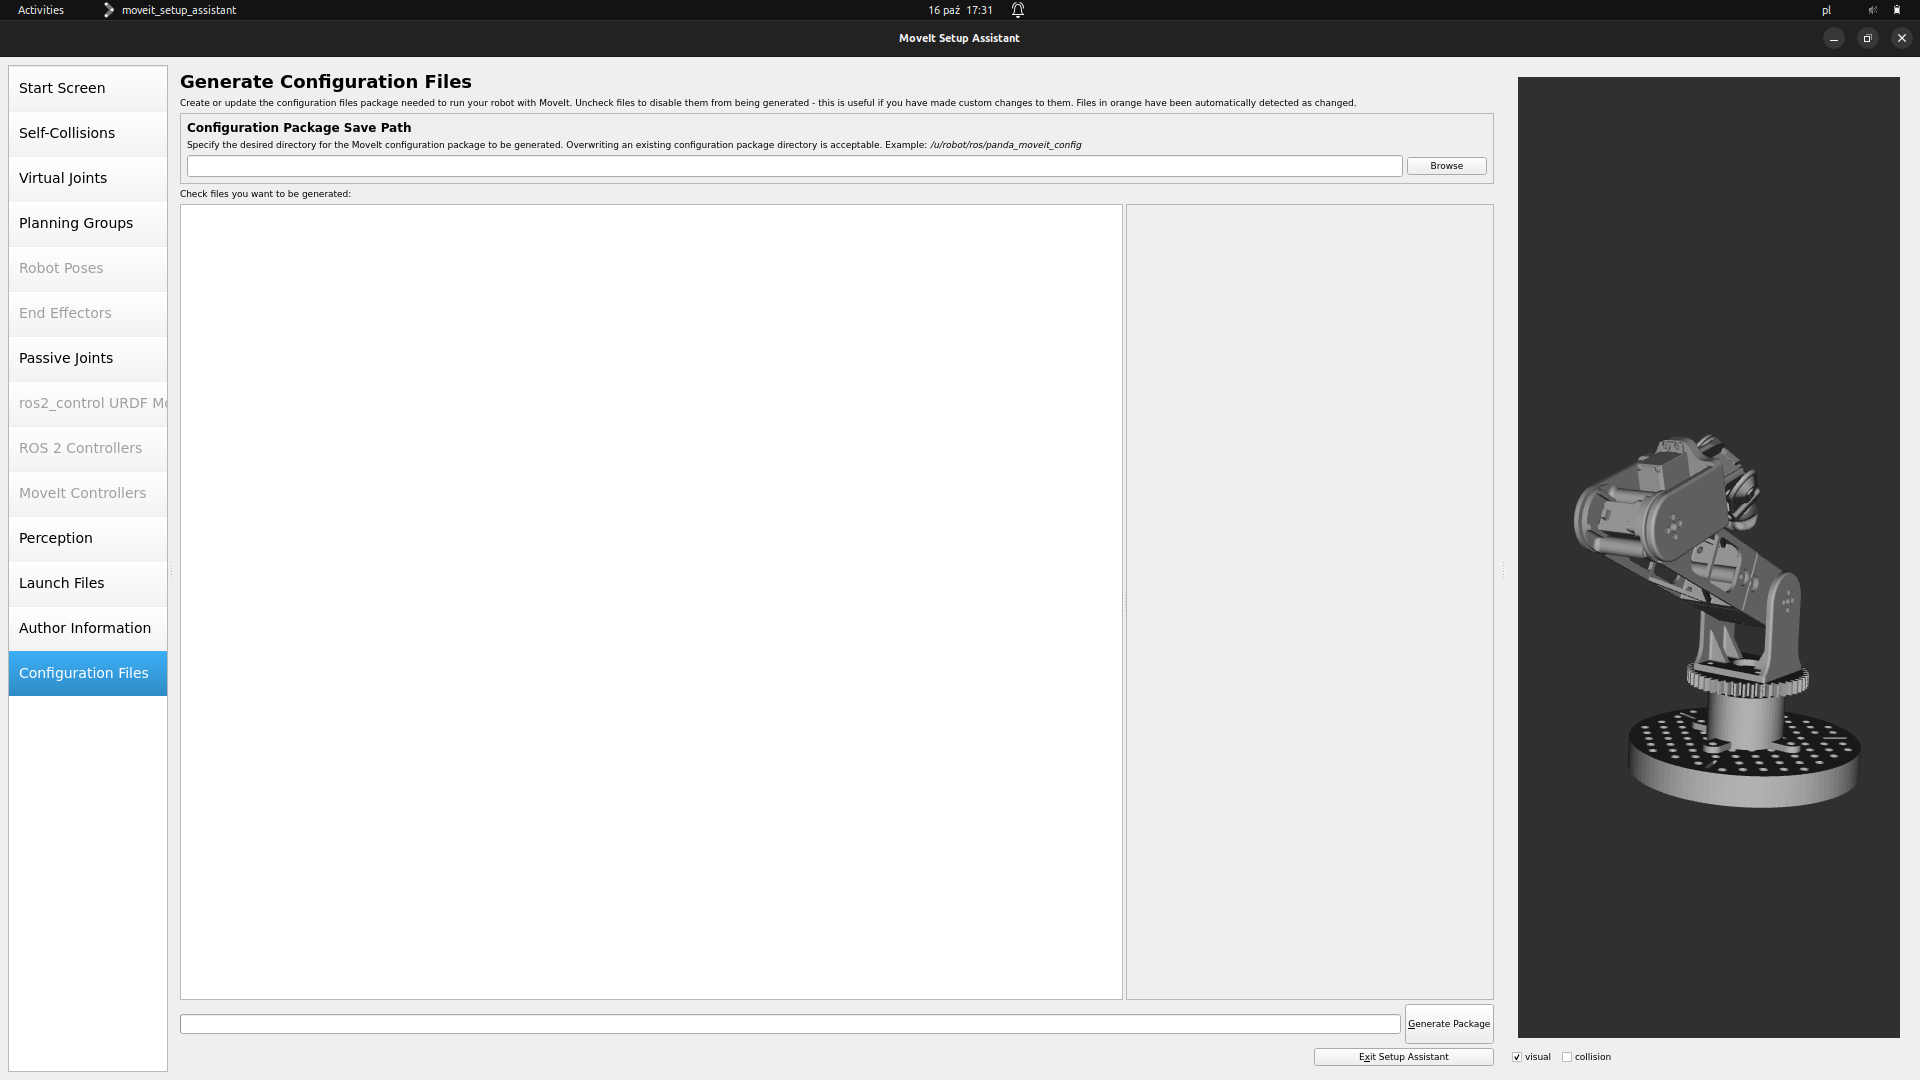 Activities
moveit_setup_assistant
16 paź 17:31
pl
MoveIt Setup Assistant
Start Screen
Self-Collisions
Virtual Joints
Planning Groups
Robot Poses
End Effectors
Passive Joints
ros2_control URDF Mo
ROS 2 Controllers
MoveIt Controllers
Perception
Launch Files
Author Information
Configuration Files
Generate Configuration Files
Create or update the configuration files package needed to run your robot with MoveIt. Uncheck files to disable them from being generated - this is useful if you have made custom changes to them. Files in orange have been automatically detected as changed.
Configuration Package Save Path
Specify the desired directory for the MoveIt configuration package to be generated. Overwriting an existing configuration package directory is acceptable. Example: /u/robot/ros/panda_moveit_config
Browse
Check files you want to be generated:
Generate Package
Exit Setup Assistant
visual
collision